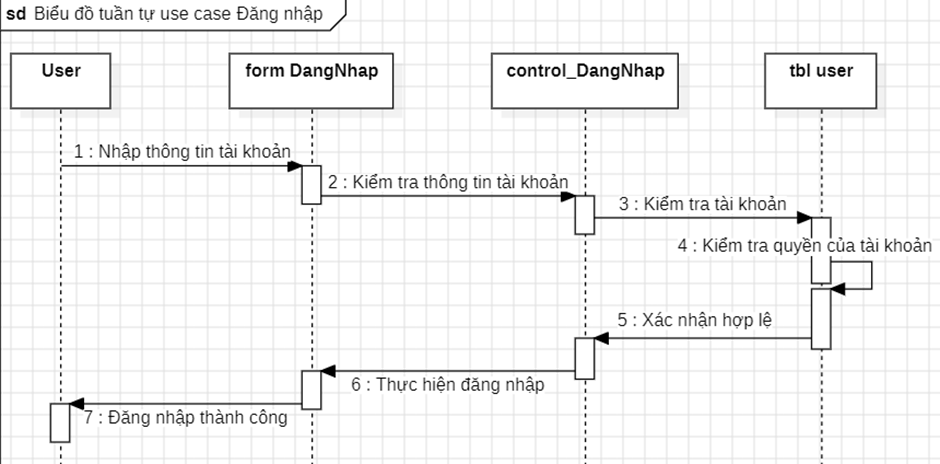 sd Biểu đồ tuần tự use case Đăng nhập
User
form DangNhap
control_DangNhap
tbl user
1 : Nhập thông tin tài khoản
2 : Kiểm tra thông tin tài khoản
3 : Kiểm tra tài khoản
4 : Kiểm tra quyền của tài khoản
5 : Xác nhận hợp lệ
6 : Thực hiện đăng nhập
7 : Đăng nhập thành công